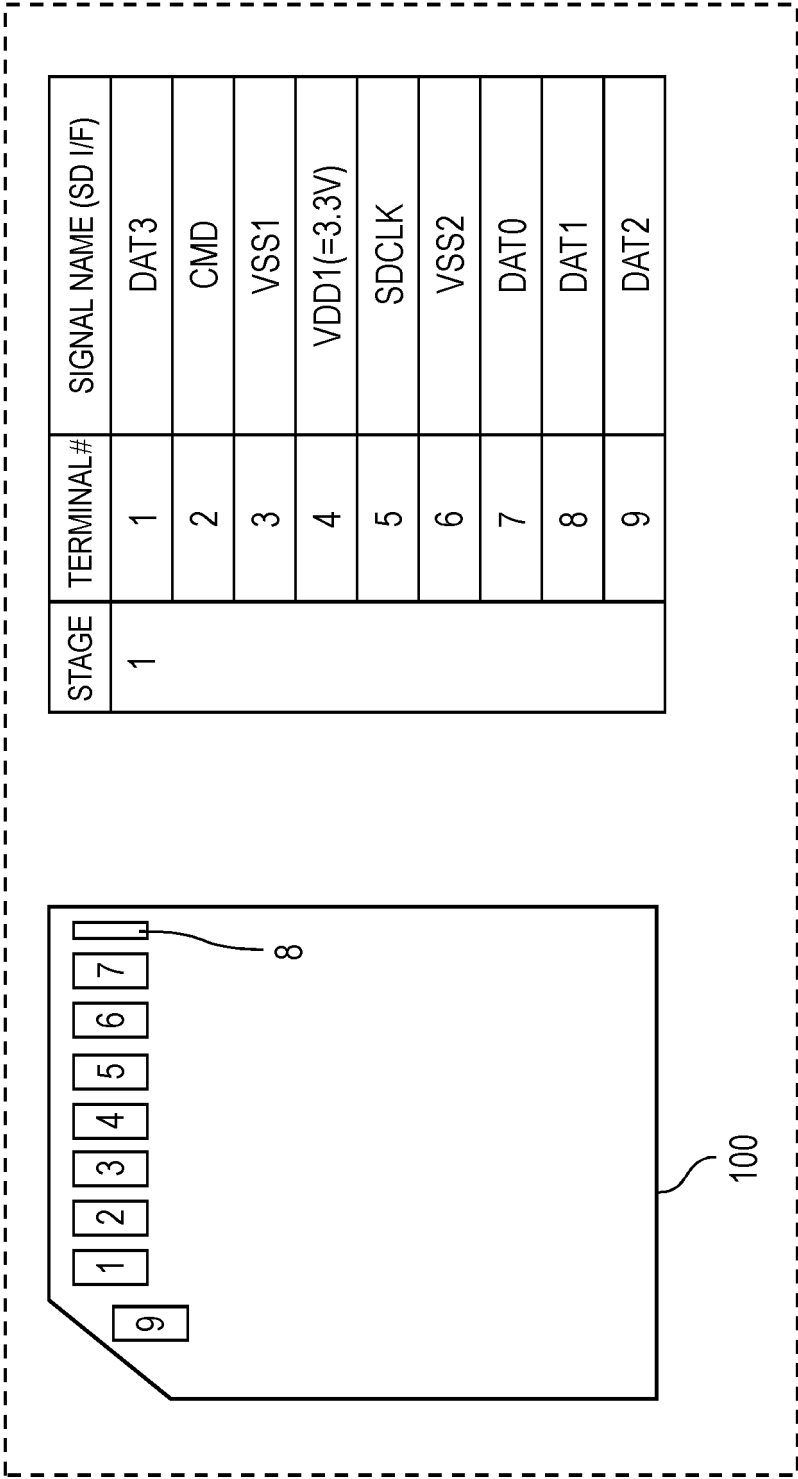 9 1 2 3 4 5 6 7
8
100
STAGE TERMINAL# SIGNAL NAME (SD I/F)
1 1 DAT3
2 CMD
3 VSS1
4 VDD1(=3.3V)
5 SDCLK
6 VSS2
7 DAT0
8 DAT1
9 DAT2